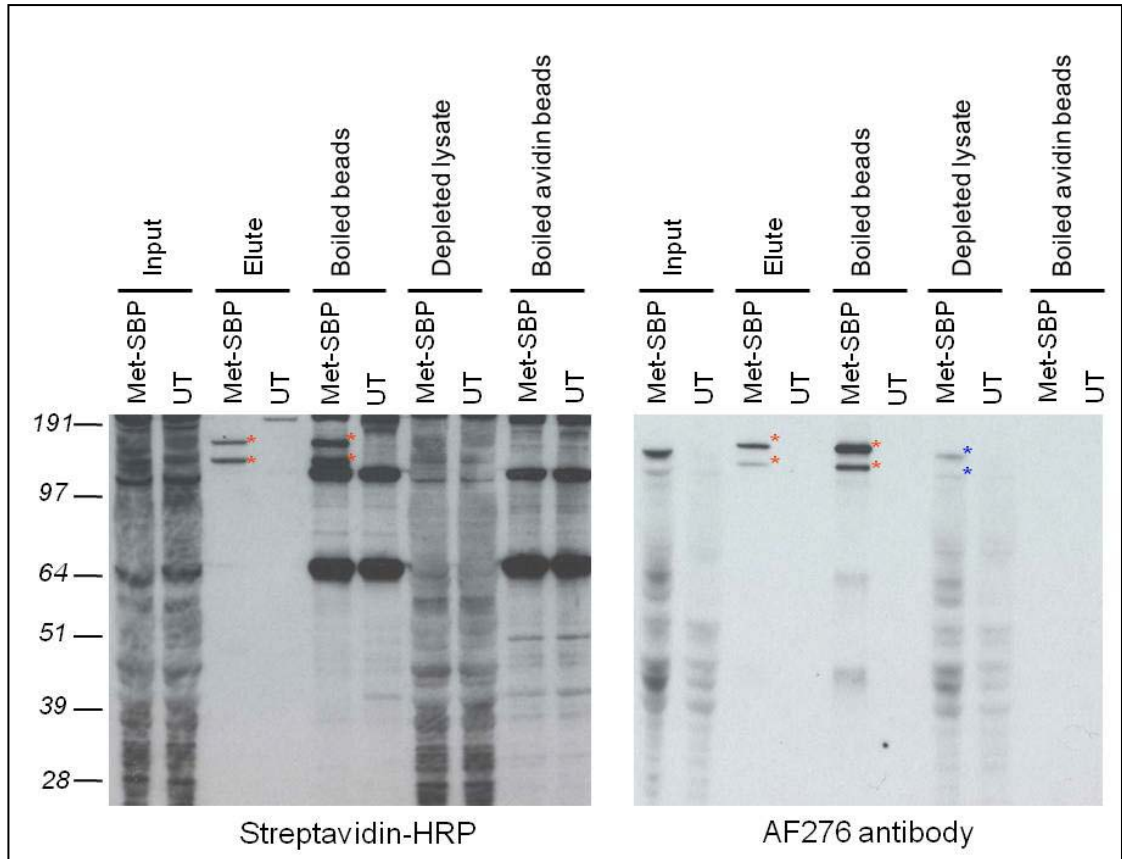 Input
Elute
Boiled beads
Depleted lysate
Boiled avidin beads
Met-SBP
UT
Met-SBP
UT
Met-SBP
UT
Met-SBP
UT
Met-SBP
UT
Input
Elute
Boiled beads
Depleted lysate
Boiled avidin beads
Met-SBP
UT
Met-SBP
UT
Met-SBP
UT
Met-SBP
UT
Met-SBP
UT
191
97
64
51
39
28
*
*
*
*
*
*
*
*
*
*
Streptavidin-HRP
AF276 antibody